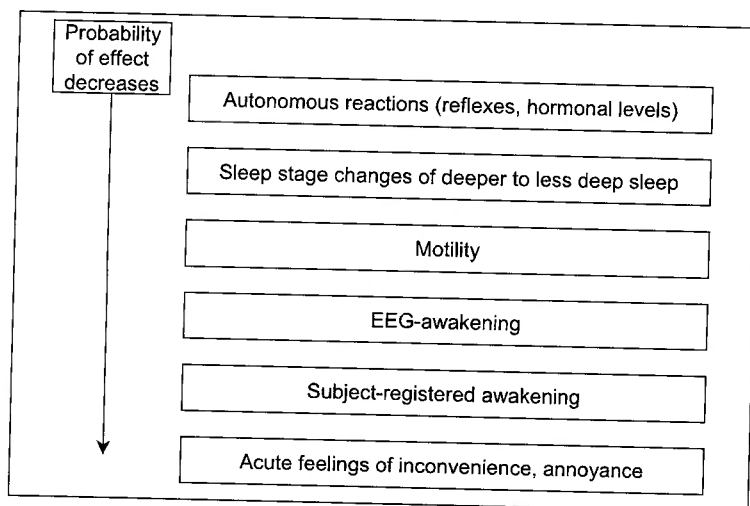 Probability
of effect
decreases
Autonomous reactions (reflexes, hormonal levels)
Sleep stage changes of deeper to less deep sleep
Motility
EEG-awakening
Subject-registered awakening
Acute feelings of inconvenience, annoyance